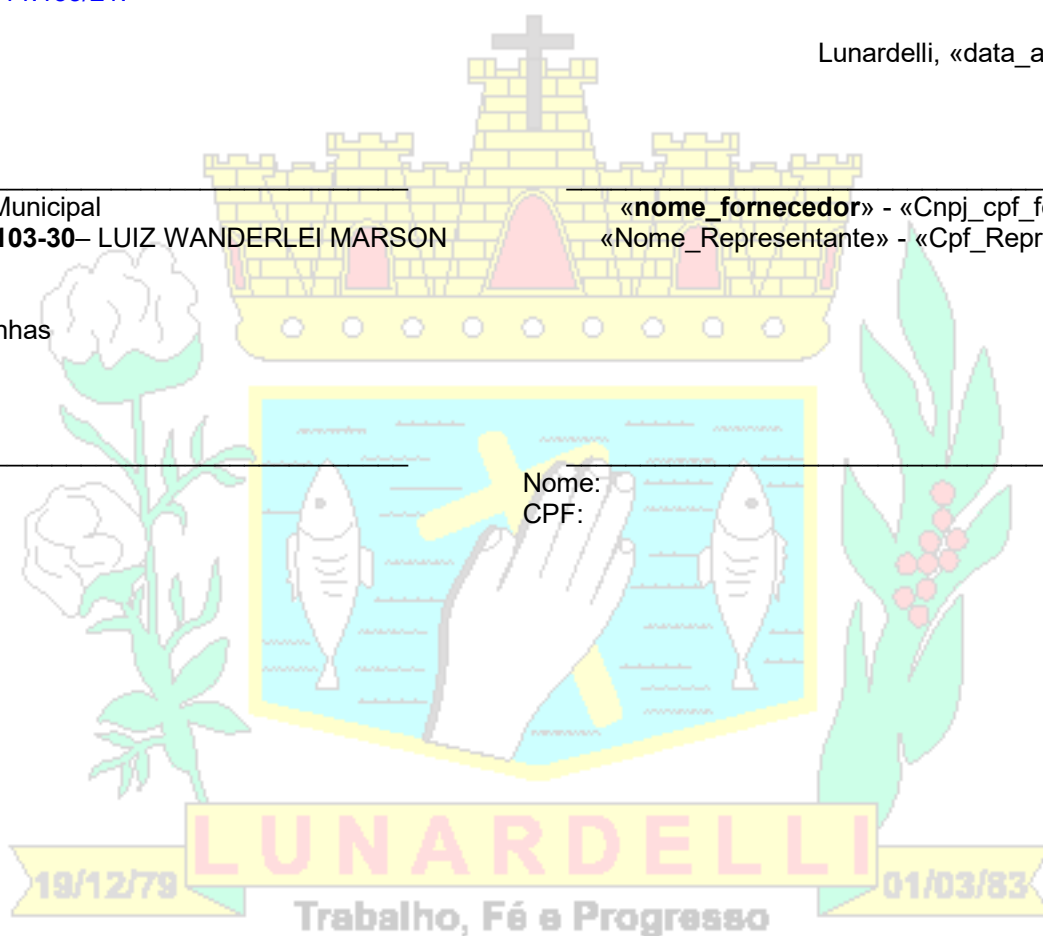 Lunardelli, «data_a
Municipal
«nome_fornecedor» - «Cnpj_cpf_f
103-30– LUIZ WANDERLEI MARSON
«Nome_Representante» - «Cpf_Repr
nhas
Nome:
CPF:
LUNARDELLI
19/12/79
01/03/83
Trabalho, Fé e Progresso